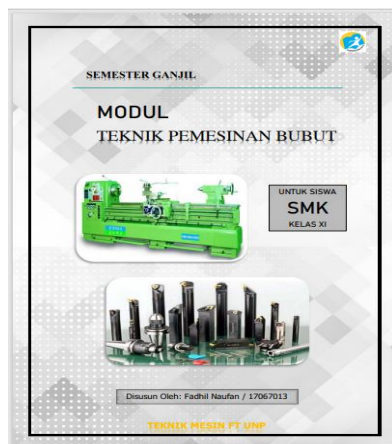 SEMESTER GANJIL
MODUL
TEKNIK PEMESINAN BUBUT
UNTUK SISWA
SMK
KELAS XI
Disusun Oleh: Fadhil Naufan / 17067013
TEKNIK MESIN FT UNP